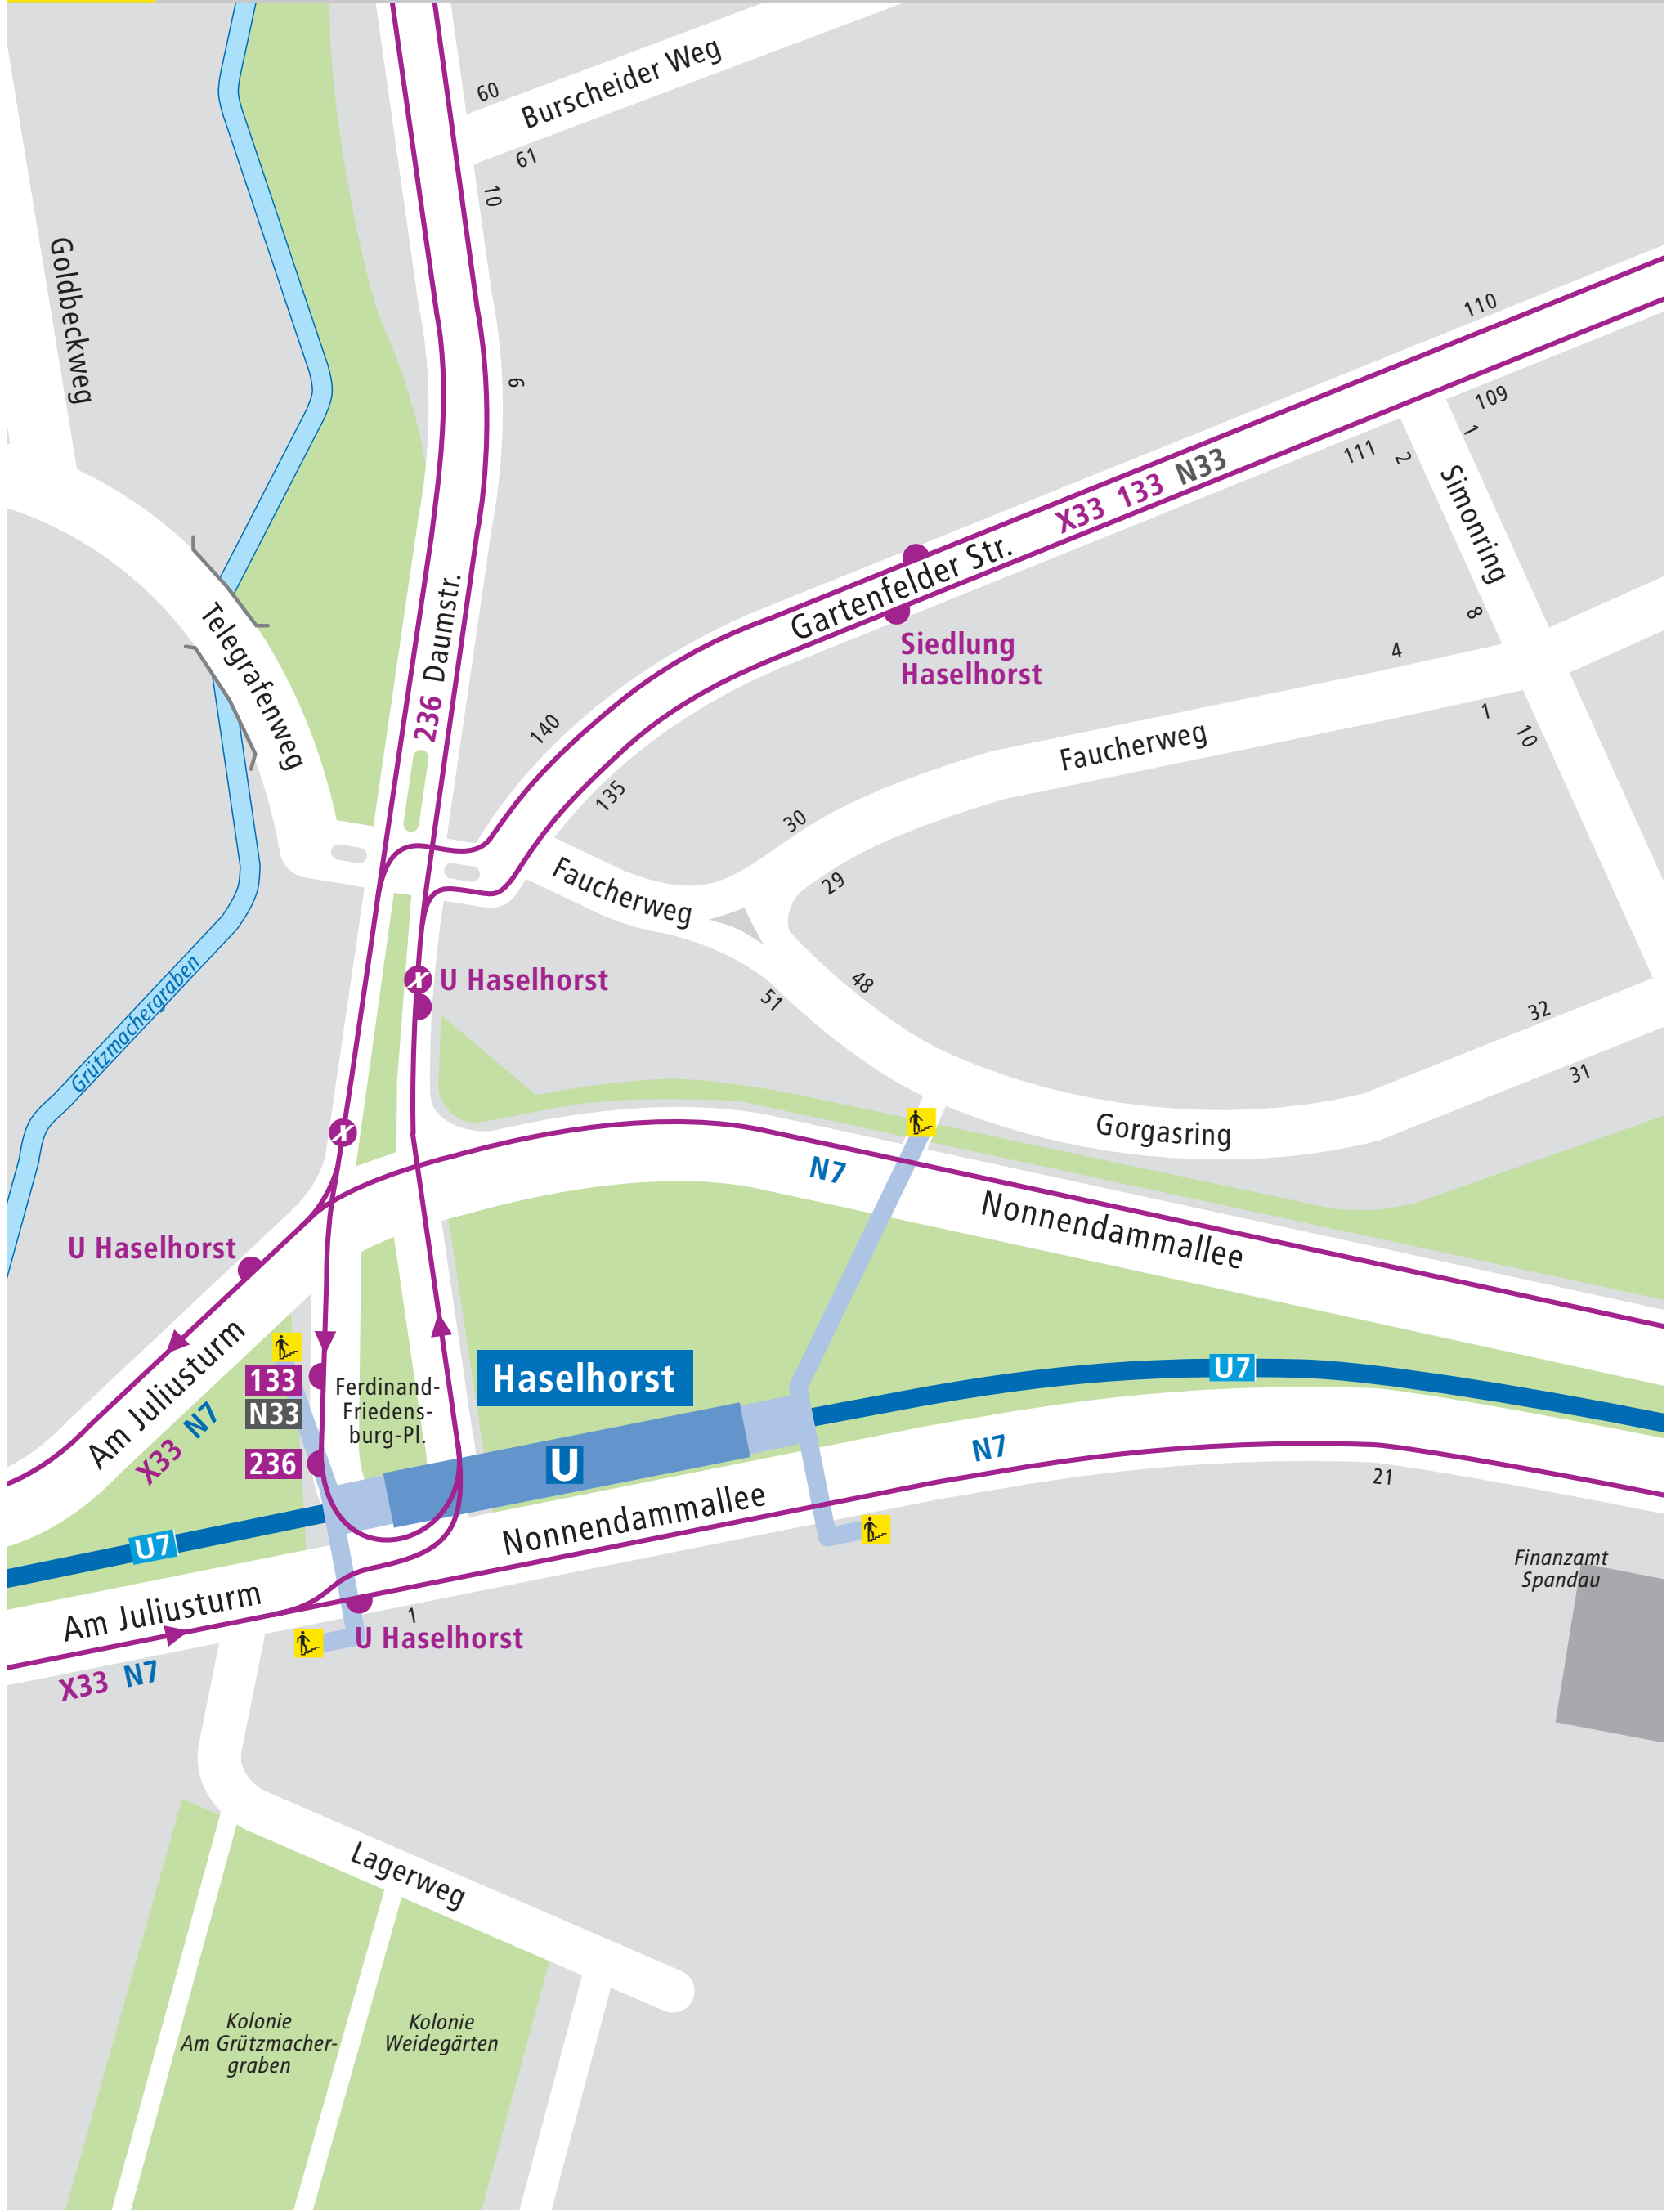 Burscheider Weg
60
61
10
Goldbeckweg
6
110
109
1
111
2
X33 133 N33
Simonring
Gartenfelder Str.
Siedlung
Haselhorst
8
4
1
10
Telegrafenweg
236 Daumstr.
140
135
Faucherweg
30
29
Faucherweg
48
51
U Haselhorst
Grützmachergraben
32
31
Gorgasring
N7
Nonnendammallee
U Haselhorst
Am Juliusturm
X33 N7
133
N33
236
Ferdinand-
Friedens-
burg-Pl.
Haselhorst
U7
U
N7
21
Nonnendammallee
U7
Am Juliusturm
1
U Haselhorst
X33 N7
Finanzamt
Spandau
Lagerweg
Kolonie
Am Grützmacher-
graben
Kolonie
Weidegärten